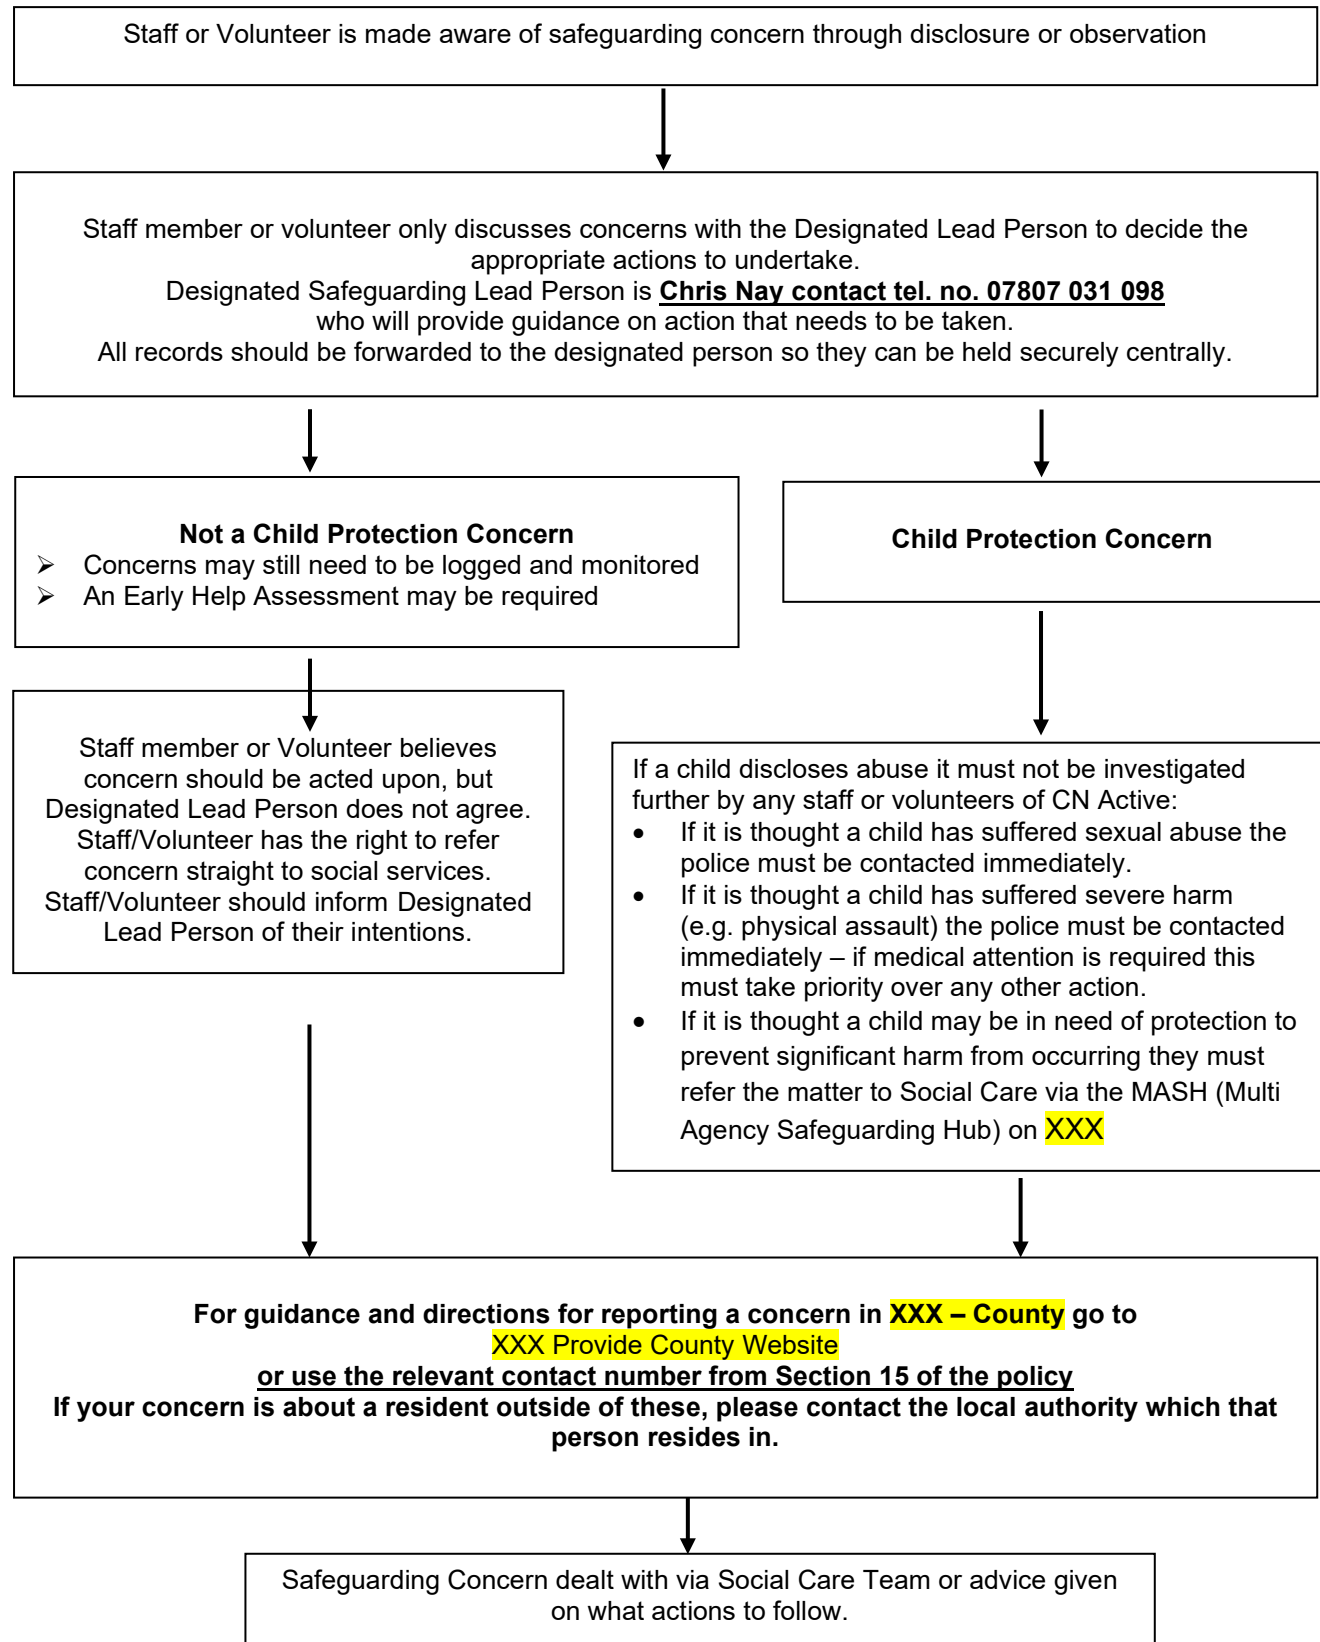 Staff or Volunteer is made aware of safeguarding concern through disclosure or observation
Staff member or volunteer only discusses concerns with the Designated Lead Person to decide the
appropriate actions to undertake.
Designated Safeguarding Lead Person is Chris Nay contact tel. no. 07807 031 098
who will provide guidance on action that needs to be taken.
All records should be forwarded to the designated person so they can be held securely centrally.
Not a Child Protection Concern
➢ Concerns may still need to be logged and monitored
➢ An Early Help Assessment may be required
Child Protection Concern
Staff member or Volunteer believes
concern should be acted upon, but
Designated Lead Person does not agree.
Staff/Volunteer has the right to refer
concern straight to social services.
Staff/Volunteer should inform Designated
Lead Person of their intentions.
If a child discloses abuse it must not be investigated
further by any staff or volunteers of CN Active:
• If it is thought a child has suffered sexual abuse the
police must be contacted immediately.
• If it is thought a child has suffered severe harm
(e.g. physical assault) the police must be contacted
immediately – if medical attention is required this
must take priority over any other action.
• If it is thought a child may be in need of protection to
prevent significant harm from occurring they must
refer the matter to Social Care via the MASH (Multi
Agency Safeguarding Hub) on XXX
For guidance and directions for reporting a concern in XXX – County go to
XXX Provide County Website
or use the relevant contact number from Section 15 of the policy
If your concern is about a resident outside of these, please contact the local authority which that
person resides in.
Safeguarding Concern dealt with via Social Care Team or advice given
on what actions to follow.